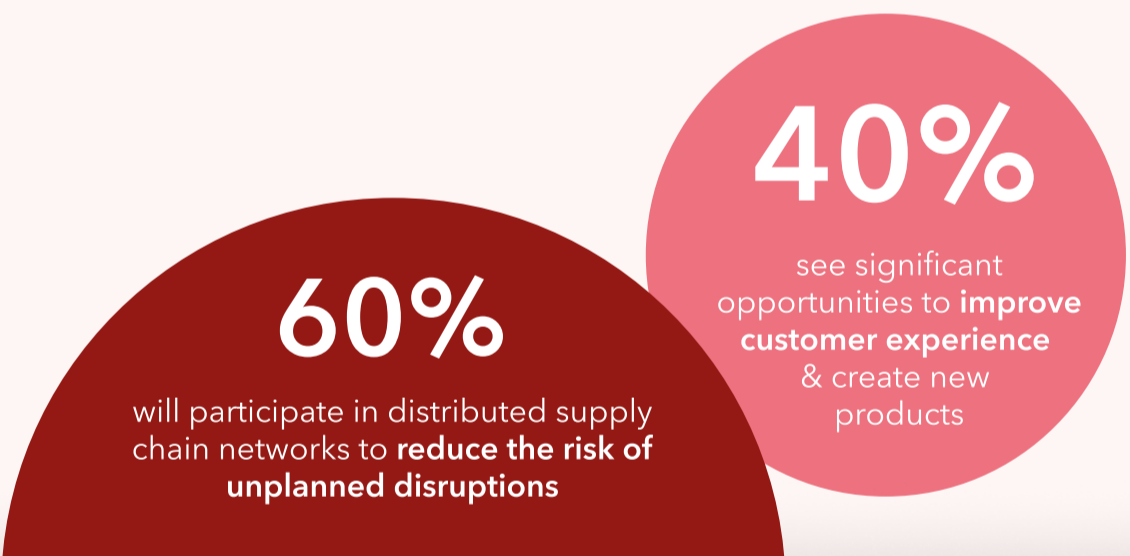 60%
will participate in distributed supply
chain networks to reduce the risk of
unplanned disruptions
40%
see significant
opportunities to improve
customer experience
& create new
products